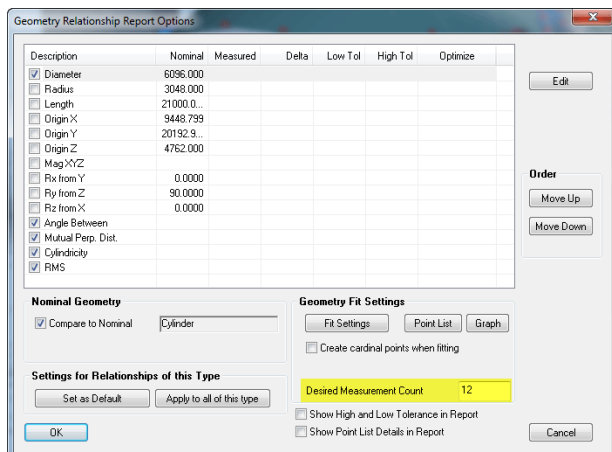 Geometry Relationship Report Options
Description Nominal Measured Delta Low Tol High Tol Optimize
Diameter 6096.000
Radius 3048.000
Length 21000.0...
Origin X 9448.799
Origin Y 20192.9...
Origin Z 4762.000
Mag XYZ
Rx from Y 0.0000
Ry from Z 90.0000
Rz from X 0.0000
Angle Between
Mutual Perp. Dist.
Cylindricity
RMS
Edit
Order
Move Up
Move Down
Nominal Geometry
Compare to Nominal Cylinder
Settings for Relationships of this Type
Set as Default Apply to all of this type
Geometry Fit Settings
Fit Settings Point List Graph
Create cardinal points when fitting
Desired Measurement Count 12
Show High and Low Tolerance in Report
Show Point List Details in Report
OK Cancel